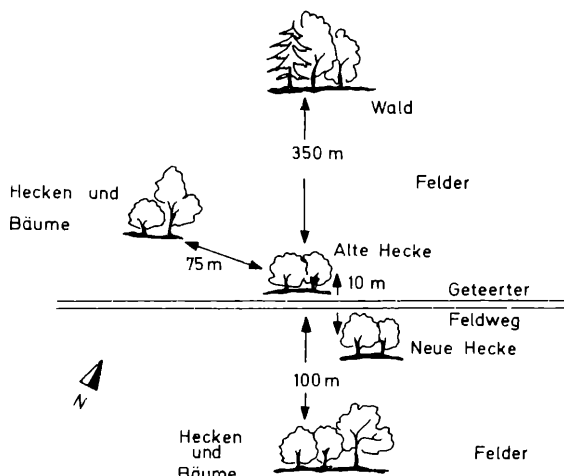 Wald
350 m
Felder
Hecken und
Bäume
75 m
Alte Hecke
10 m
Geteerter
Feldweg
Neue Hecke
100 m
N
Hecken
und
Bäume
Felder